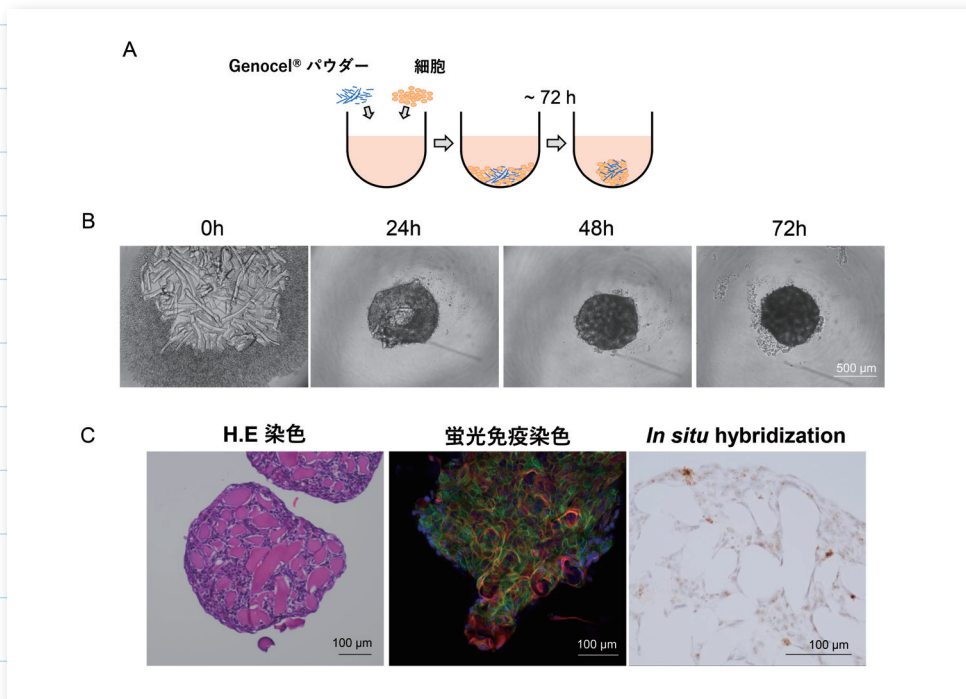 A
Genocel® パウダー 細胞
~ 72 h
B
0h 24h 48h 72h
500 μm
C
H.E 染色 蛍光免疫染色 In situ hybridization
100 μm 100 μm 100 μm